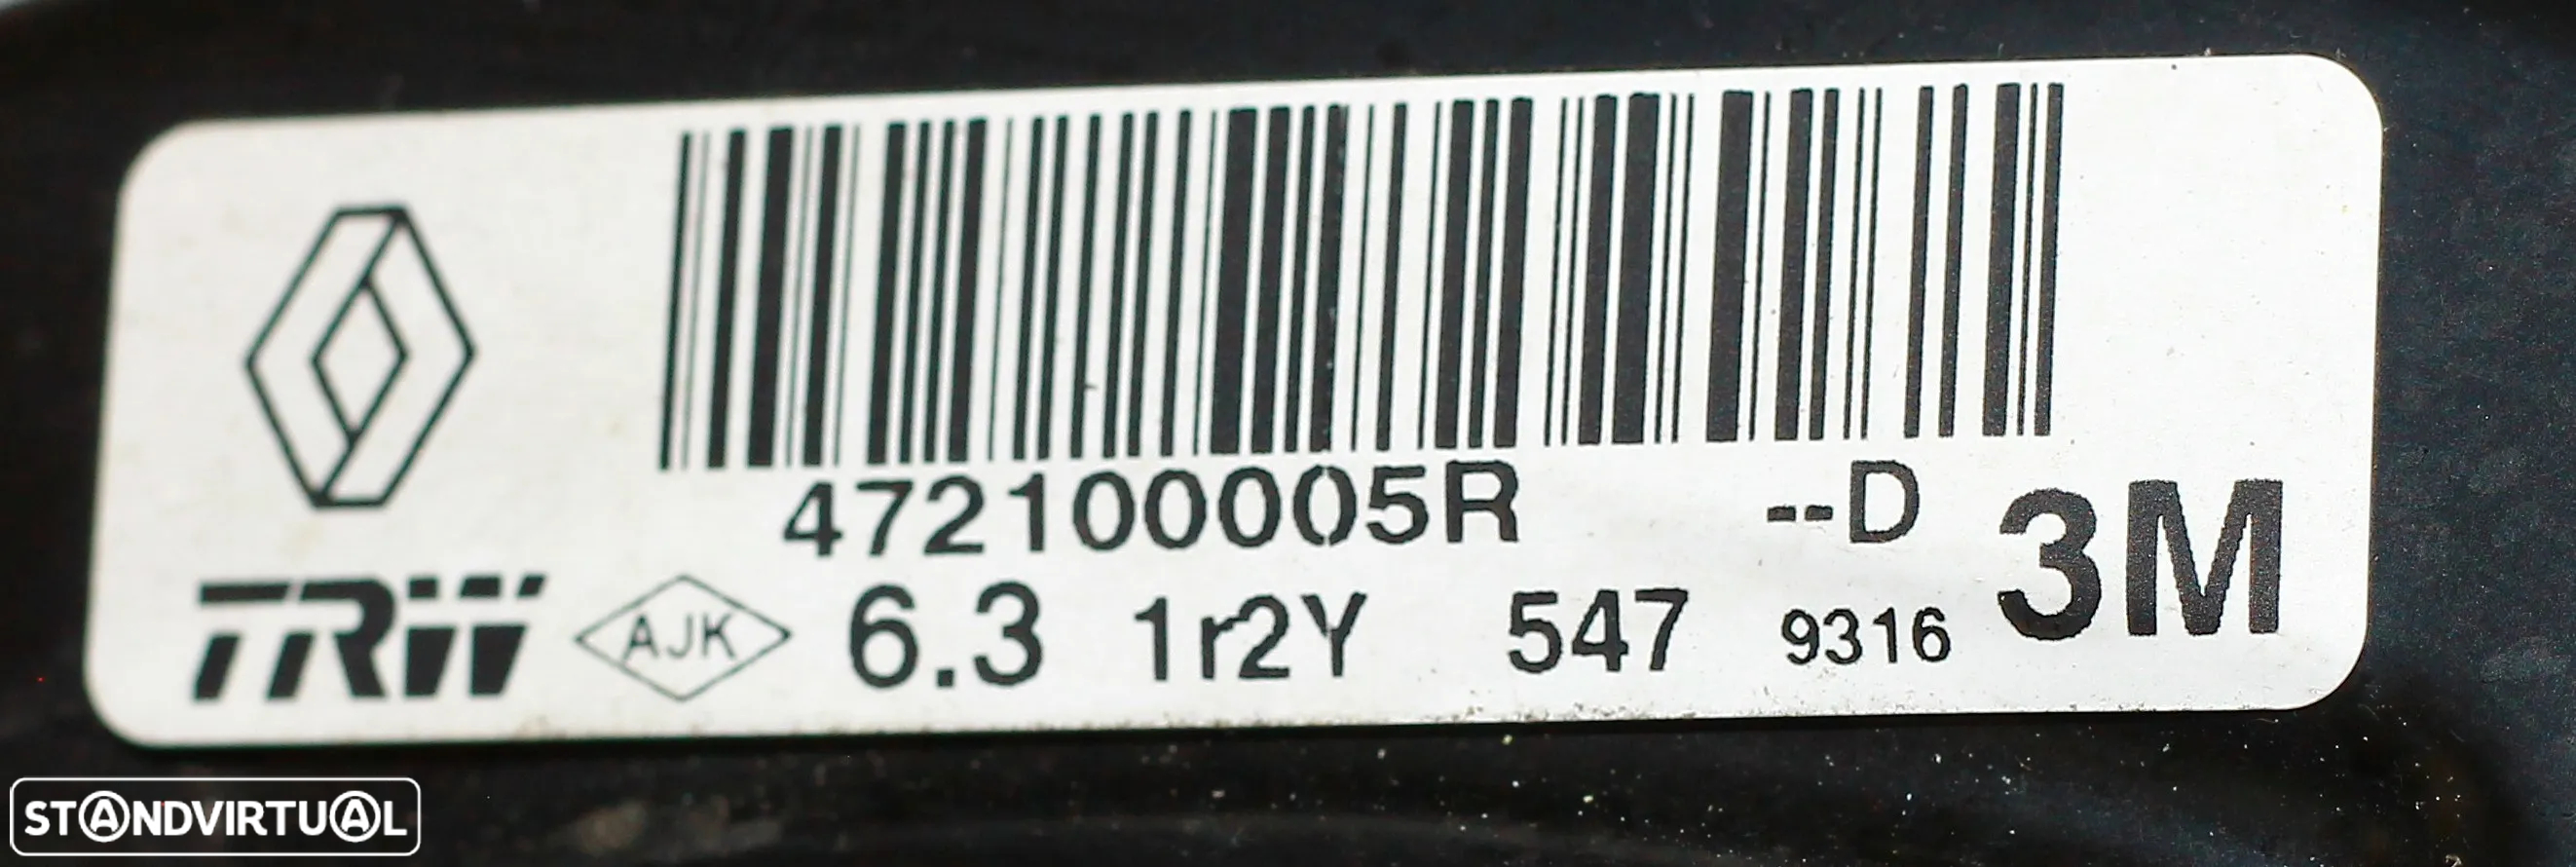 472100005R --D
3M
TRW AJK 6.3 1r2Y 547 9316
STANDVIRTUAL